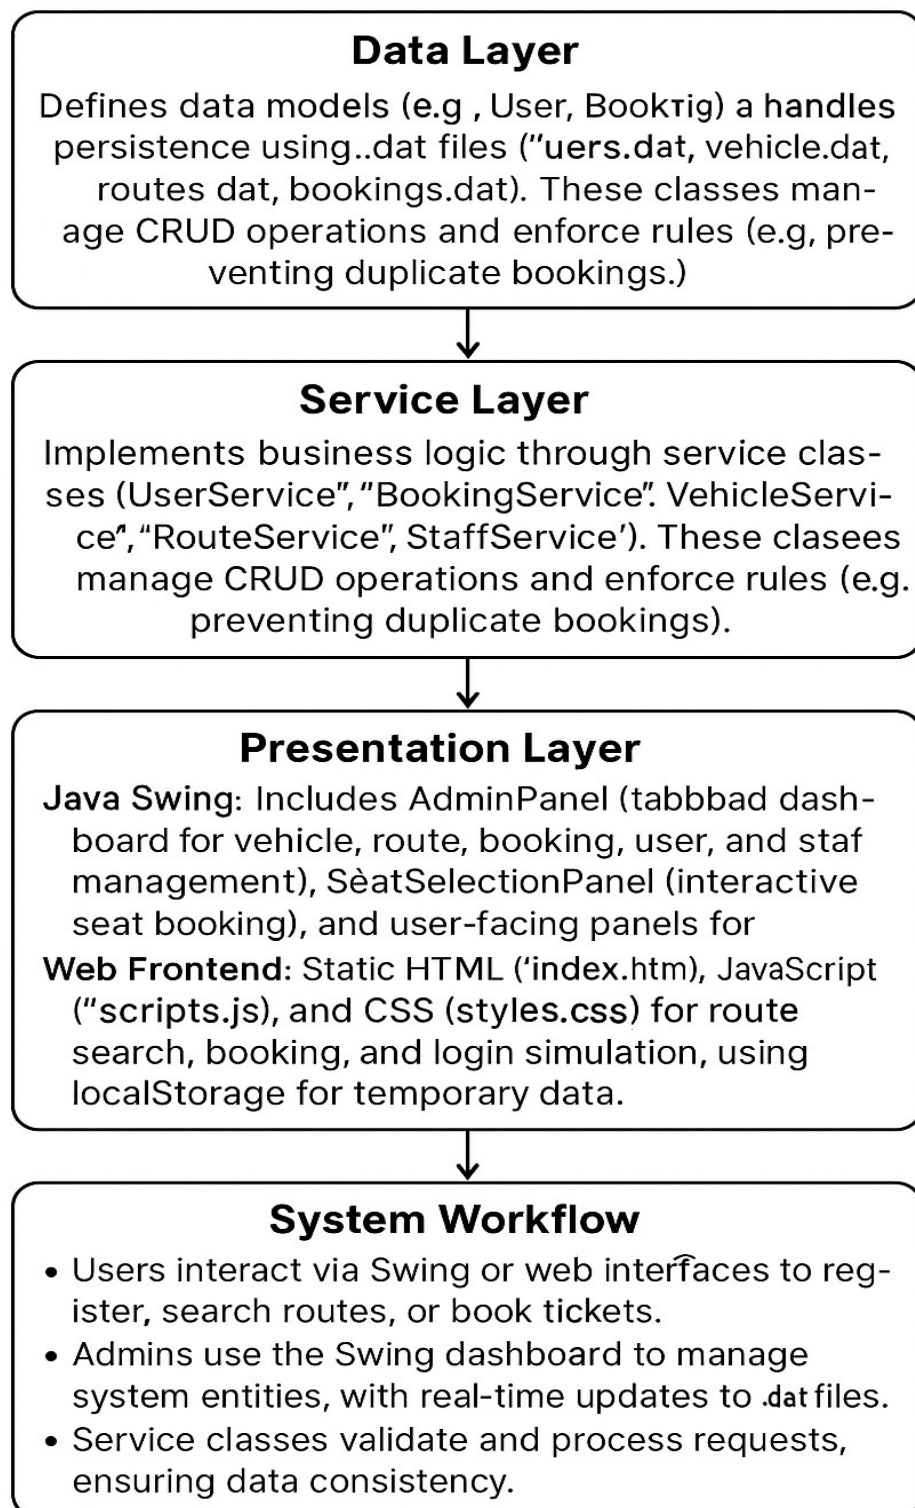 Data Layer
Defines data models (e.g , User, Bookтig) a handles
persistence using..dat files ("uers.dat, vehicle.dat,
routes dat, bookings.dat). These classes man-
age CRUD operations and enforce rules (e.g, pre-
venting duplicate bookings.)
Service Layer
Implements business logic through service clas-
ses (UserService”,”BookingService”. VehicleServi-
ce”,“RouteService”, StaffService’). These clasees
manage CRUD operations and enforce rules (e.g.
preventing duplicate bookings).
Presentation Layer
Java Swing: Includes AdminPanel (tabbbad dash-
board for vehicle, route, booking, user, and staf
management), SèatSelectionPanel (interactive
seat booking), and user-facing panels for
Web Frontend: Static HTML (‘index.htm), JavaScript
("scripts.js), and CSS (styles.css) for route
search, booking, and login simulation, using
localStorage for temporary data.
System Workflow
• Users interact via Swing or web interfaces to reg-
ister, search routes, or book tickets.
• Admins use the Swing dashboard to manage
system entities, with real-time updates to .dat files.
• Service classes validate and process requests,
ensuring data consistency.